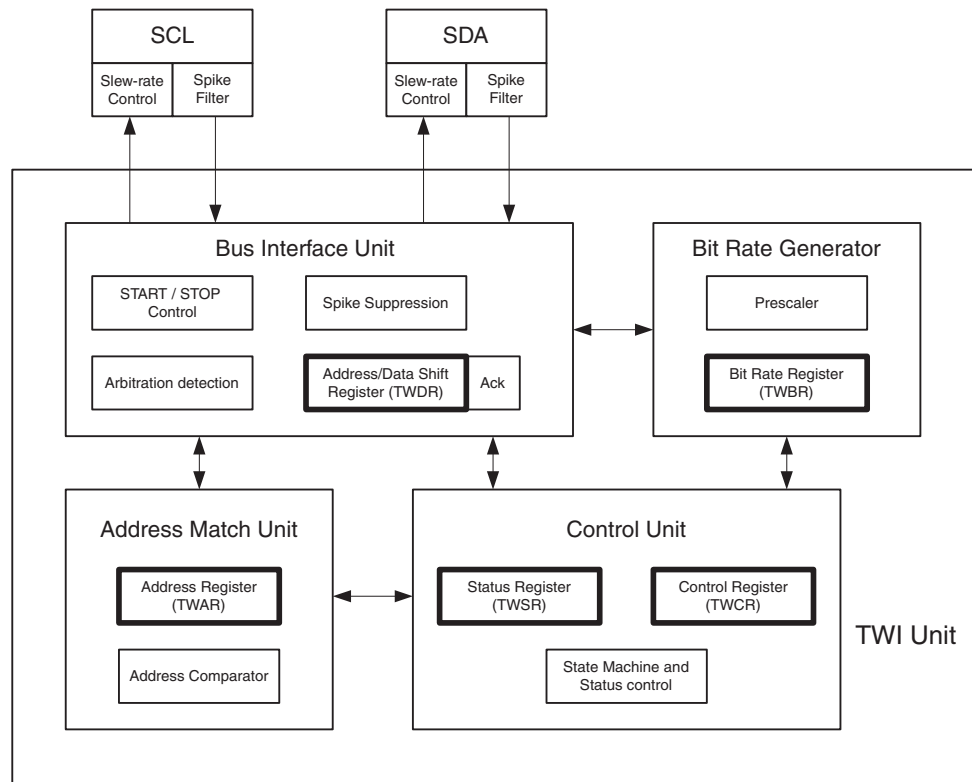 SCL
Slew-rate
Control
Spike
Filter
SDA
Slew-rate
Control
Spike
Filter
Bus Interface Unit
START / STOP
Control
Spike Suppression
Arbitration detection
Address/Data Shift
Register (TWDR)
Ack
Bit Rate Generator
Prescaler
Bit Rate Register
(TWBR)
Address Match Unit
Address Register
(TWAR)
Address Comparator
Control Unit
Status Register
(TWSR)
Control Register
(TWCR)
State Machine and
Status control
TWI Unit